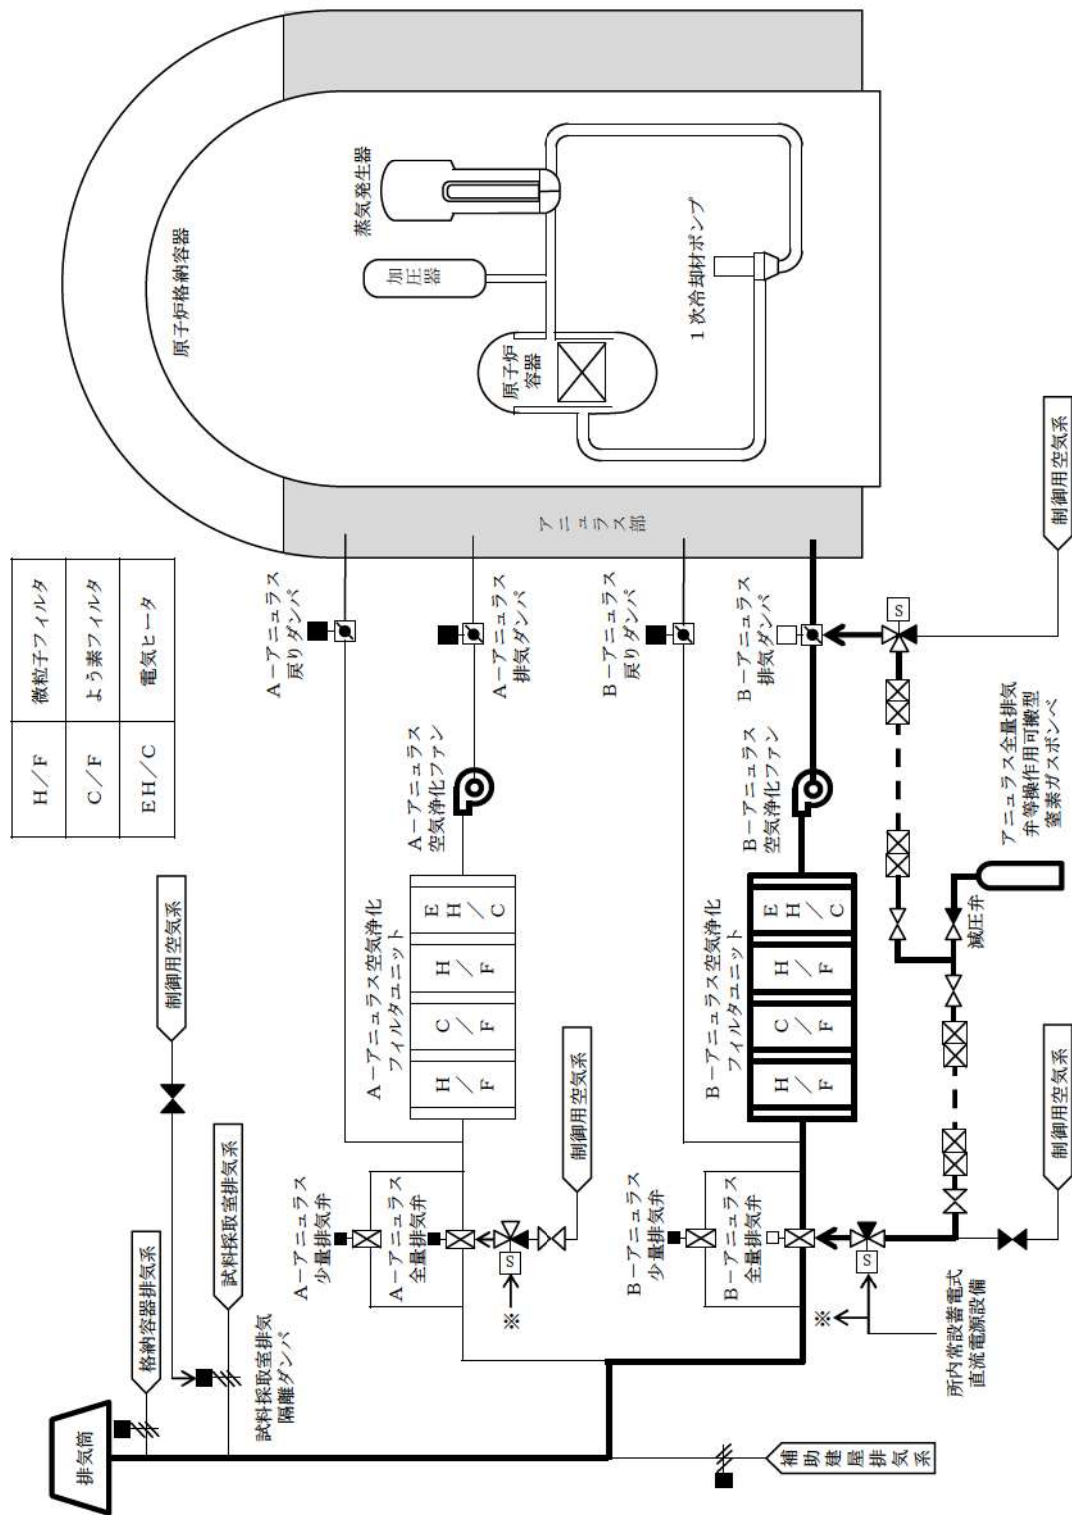 H/F 微粒子フィルタ
C/F よう素フィルタ
EH/C 電気ヒータ
原子炉格納容器
蒸気発生器
加圧器
原子炉
容器
1次冷却材ポンプ
アニュラス部
A-アニュラス
戻りダンパ
A-アニュラス
排気ダンパ
B-アニュラス
戻りダンパ
B-アニュラス
排気ダンパ
S
制御用空気系
A-アニュラス
空気浄化ファン
B-アニュラス
空気浄化ファン
アニュラス全量排気
弁等操作用可搬型
窒素ガスボンベ
減圧弁
制御用空気系
A-アニュラス空気浄化
フィルタユニット
H/F
C/F
H/F
EH/C
B-アニュラス空気浄化
フィルタユニット
H/F
C/F
H/F
EH/C
制御用空気系
制御用空気系
A-アニュラス
少量排気弁
A-アニュラス
全量排気弁
S
※
B-アニュラス
少量排気弁
B-アニュラス
全量排気弁
S
※
所内常設蓄電式
直流電源設備
格納容器排気系
試料採取室排気系
試料採取室排気
隔離ダンパ
排気筒
補助建屋排気系